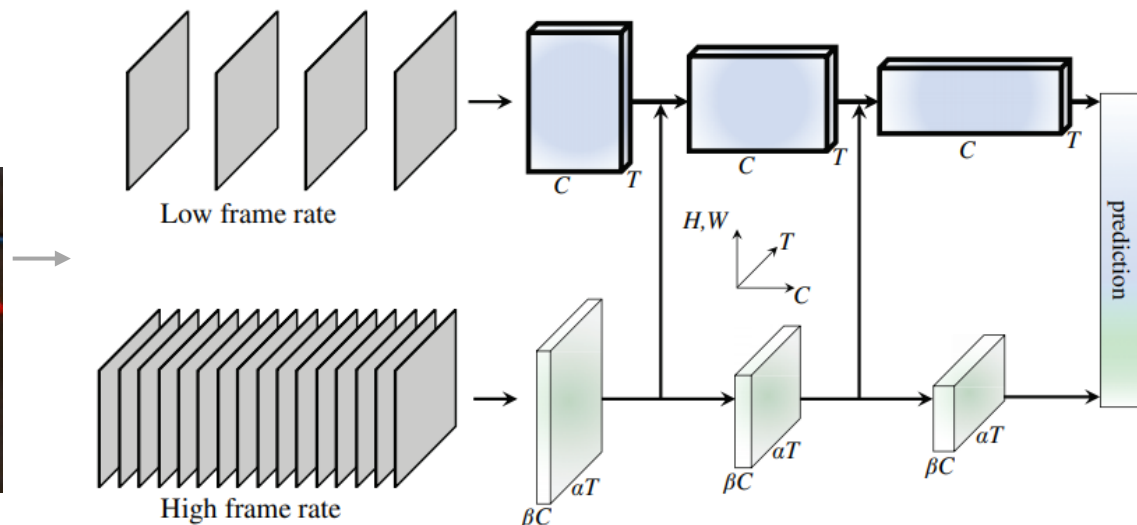 C
T
C
T
C
T
Low frame rate
H,W
T
C
prediction
αT
βC
αT
βC
αT
βC
High frame rate